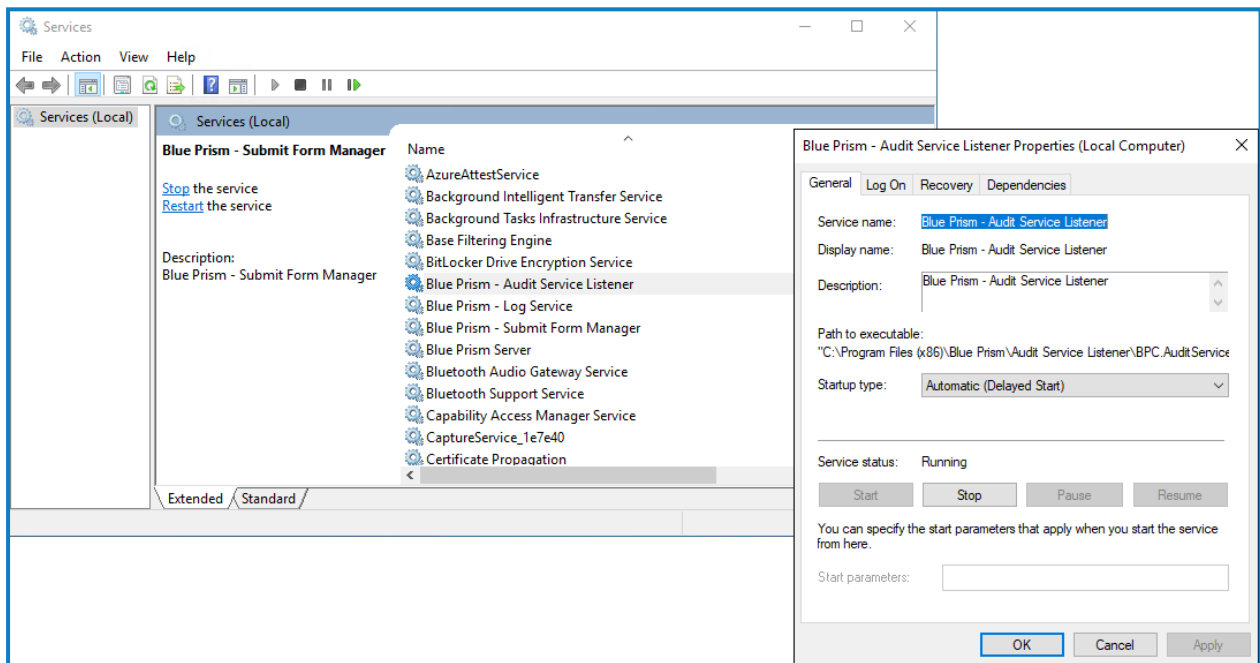 Services
File Action View Help
Services (Local)
Services (Local)
Blue Prism - Submit Form Manager
Stop the service
Restart the service
Description:
Blue Prism - Submit Form Manager
Name
AzureAttestService
Background Intelligent Transfer Service
Background Tasks Infrastructure Service
Base Filtering Engine
BitLocker Drive Encryption Service
Blue Prism - Audit Service Listener
Blue Prism - Log Service
Blue Prism - Submit Form Manager
Blue Prism Server
Bluetooth Audio Gateway Service
Bluetooth Support Service
Capability Access Manager Service
CaptureService_1e7e40
Certificate Propagation
Extended Standard
Blue Prism - Audit Service Listener Properties (Local Computer)
General Log On Recovery Dependencies
Service name: Blue Prism - Audit Service Listener
Display name: Blue Prism - Audit Service Listener
Description: Blue Prism - Audit Service Listener
Path to executable:
"C:\Program Files (x86)\Blue Prism\Audit Service Listener\BPC.AuditService
Startup type: Automatic (Delayed Start)
Service status: Running
Start Stop Pause Resume
You can specify the start parameters that apply when you start the service
from here.
Start parameters:
OK Cancel Apply